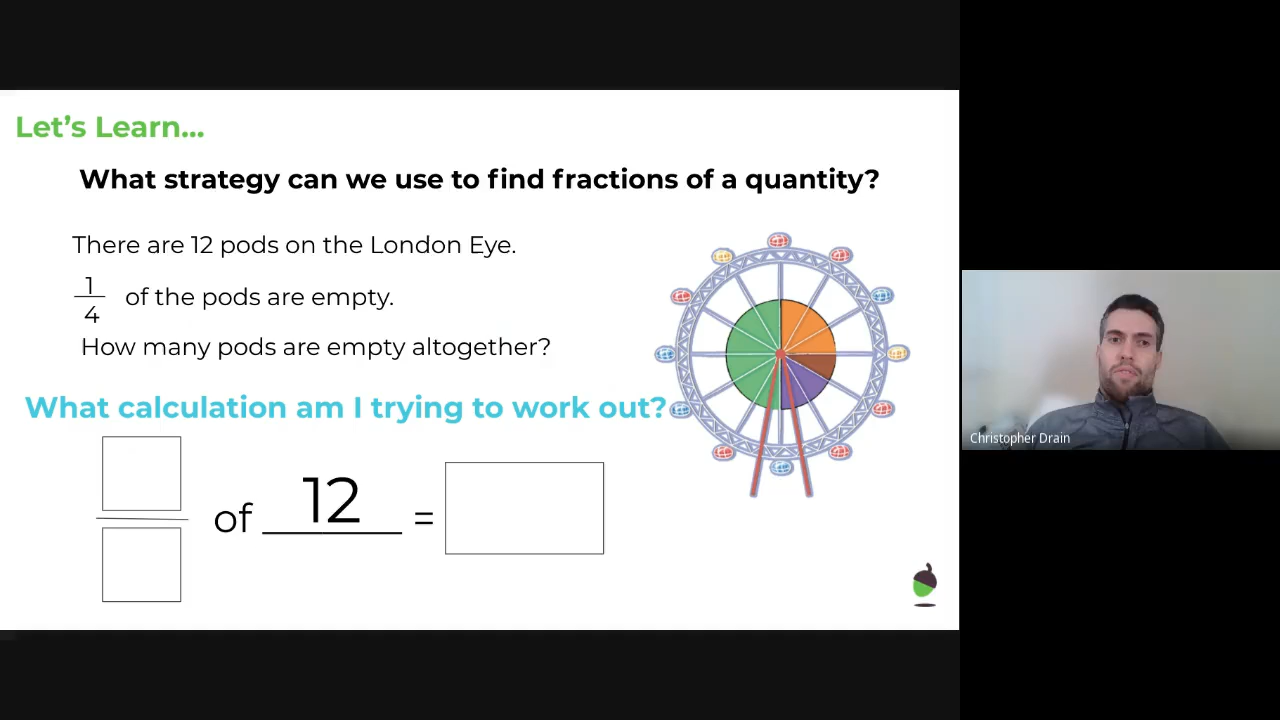 Let's Learn...
What strategy can we use to find fractions of a quantity?
There are 12 pods on the London Eye.
1
4
of the pods are empty.
How many pods are empty altogether?
What calculation am I trying to work out?
of 12 =
Christopher Drain